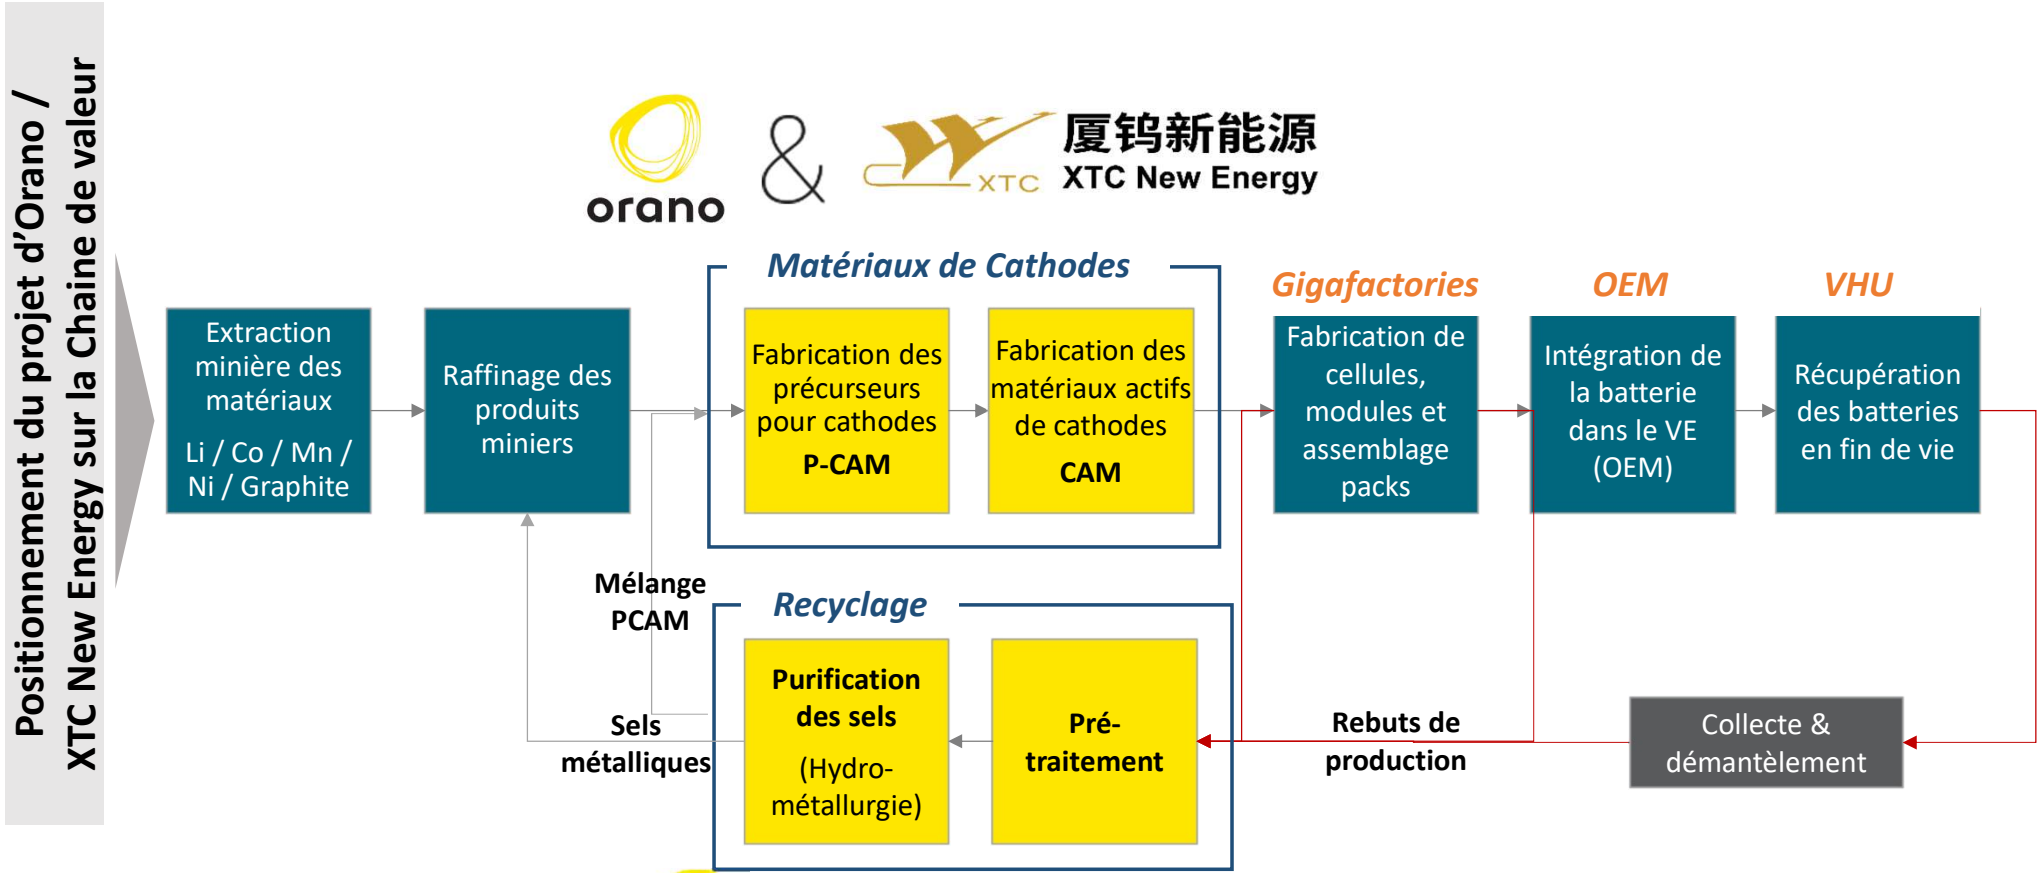 Positionnement du projet d'Orano /
XTC New Energy sur la Chaine de valeur
orano
&
XTC
厦钨新能源
XTC New Energy
Matériaux de Cathodes
Gigafactories
OEM
VHU
Extraction
minière des
matériaux
Li / Co / Mn /
Ni / Graphite
Raffinage des
produits
miniers
Fabrication des
précurseurs
pour cathodes
P-CAM
Fabrication des
matériaux actifs
de cathodes
CAM
Fabrication de
cellules,
modules et
assemblage
packs
Intégration de
la batterie
dans le VE
(OEM)
Récupération
des batteries
en fin de vie
Mélange
PCAM
Recyclage
Sels
métalliques
Purification
des sels
(Hydro-
métallurgie)
Pré-
traitement
Rebuts de
production
Collecte &
démantèlement